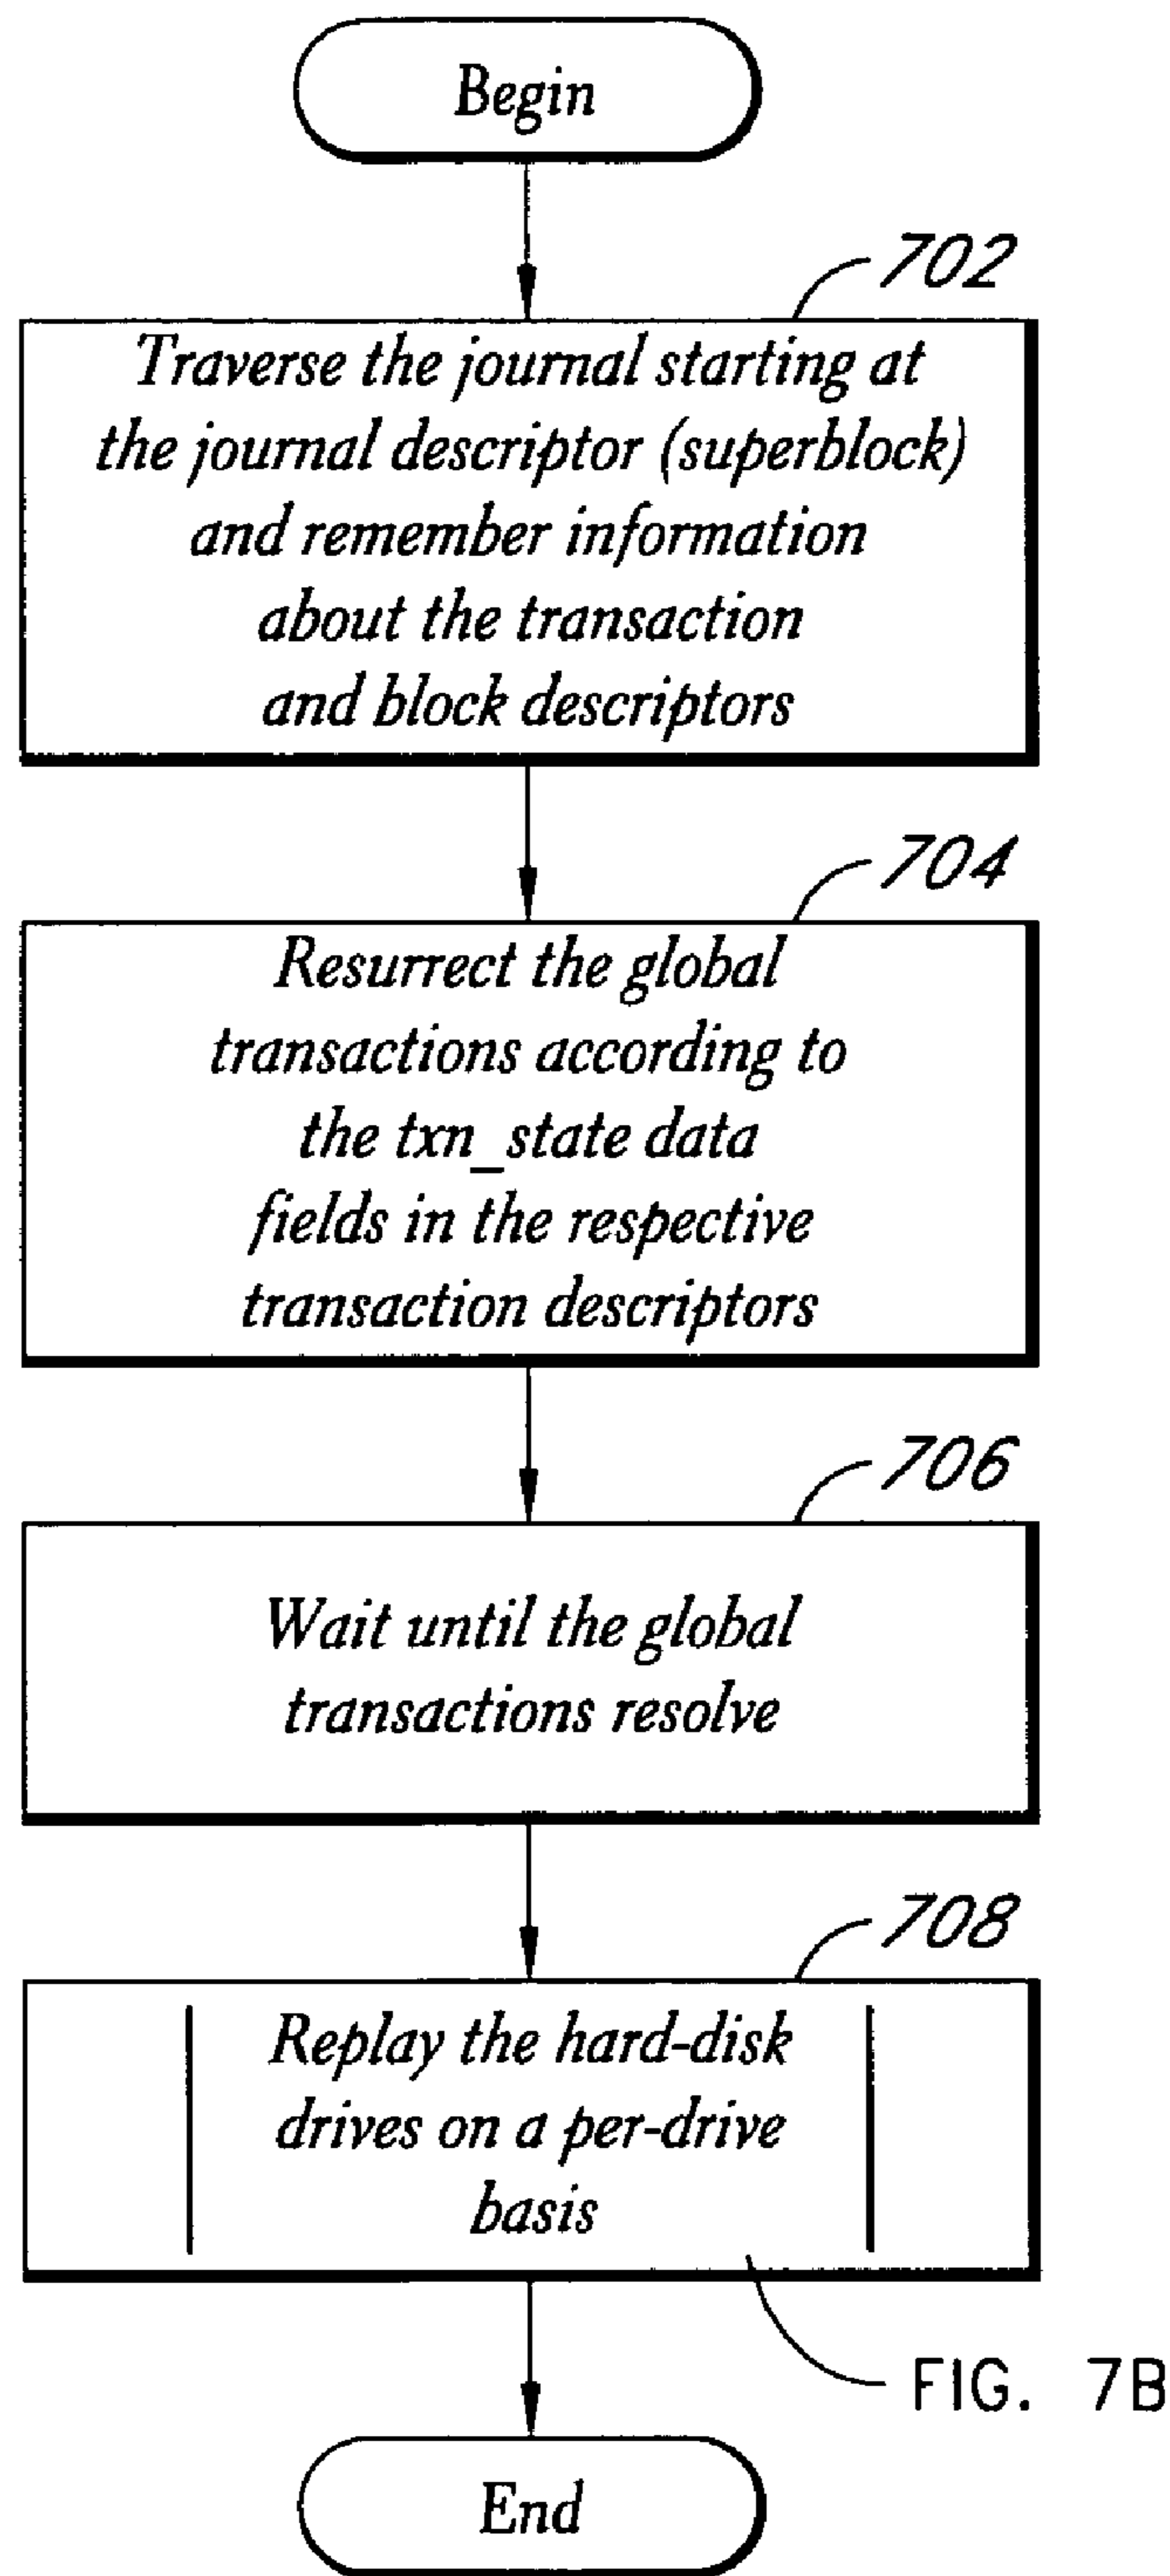 Begin
702
Traverse the journal starting at
the journal descriptor (superblock)
and remember information
about the transaction
and block descriptors
704
Resurrect the global
transactions according to
the txn_state data
fields in the respective
transaction descriptors
706
Wait until the global
transactions resolve
708
Replay the hard-disk
drives on a per-drive
basis
FIG. 7B
End